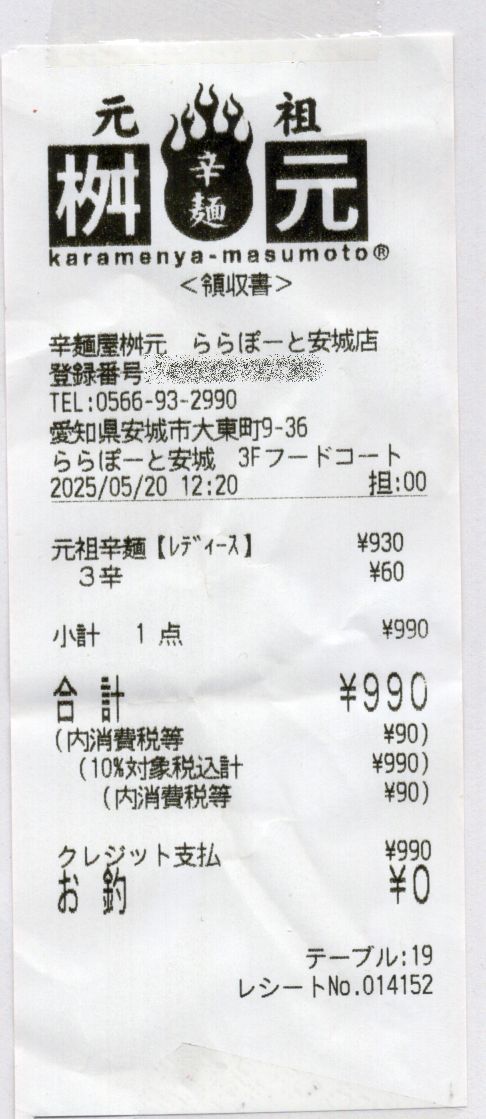 元祖
桝元
辛麺
karamenya-masumoto®
<領収書>
辛麺屋桝元 ららぽーと安城店
登録番号
TEL:0566-93-2990
愛知県安城市大東町9-36
ららぽーと安城 3Fフードコート
2025/05/20 12:20 担:00
元祖辛麺【ﾚﾃﾞｨｰｽ】 ¥930
3辛 ¥60
小計 1点 ¥990
合計 ¥990
(内消費税等 ¥90)
(10%対象税込計 ¥990)
(内消費税等 ¥90)
クレジット支払 ¥990
お釣 ¥0
テーブル:19
レシートNo.014152